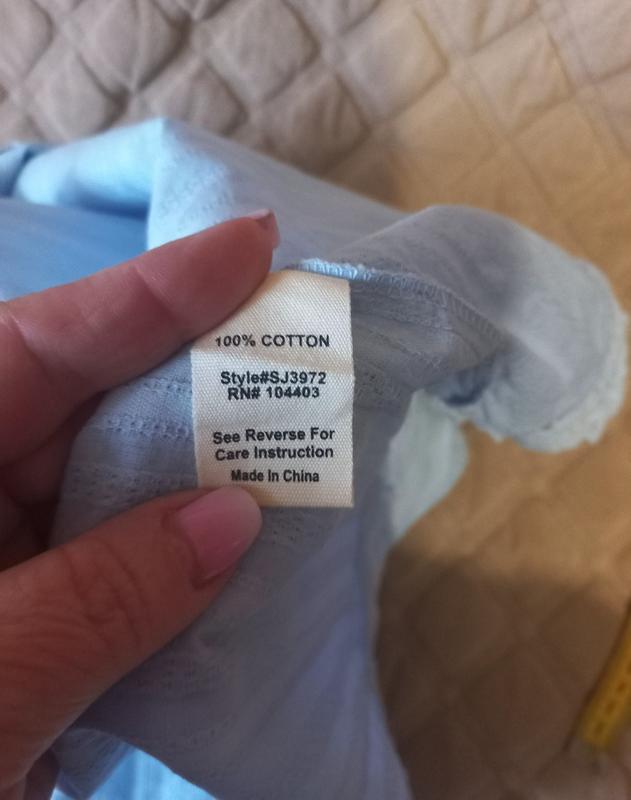 100% COTTON
Style#SJ3972
RN# 104403
See Reverse For
Care Instruction
Made In China